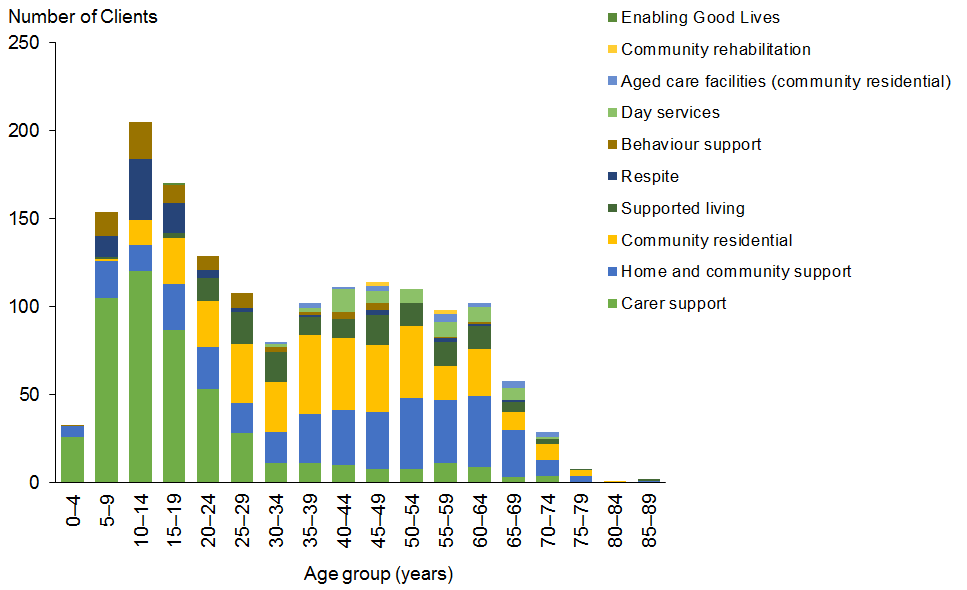 Number of Clients
250
200
150
100
50
0
0–4
5–9
10–14
15–19
20–24
25–29
30–34
35–39
40–44
45–49
50–54
55–59
60–64
65–69
70–74
75–79
80–84
85–89
Age group (years)
Enabling Good Lives
Community rehabilitation
Aged care facilities (community residential)
Day services
Behaviour support
Respite
Supported living
Community residential
Home and community support
Carer support